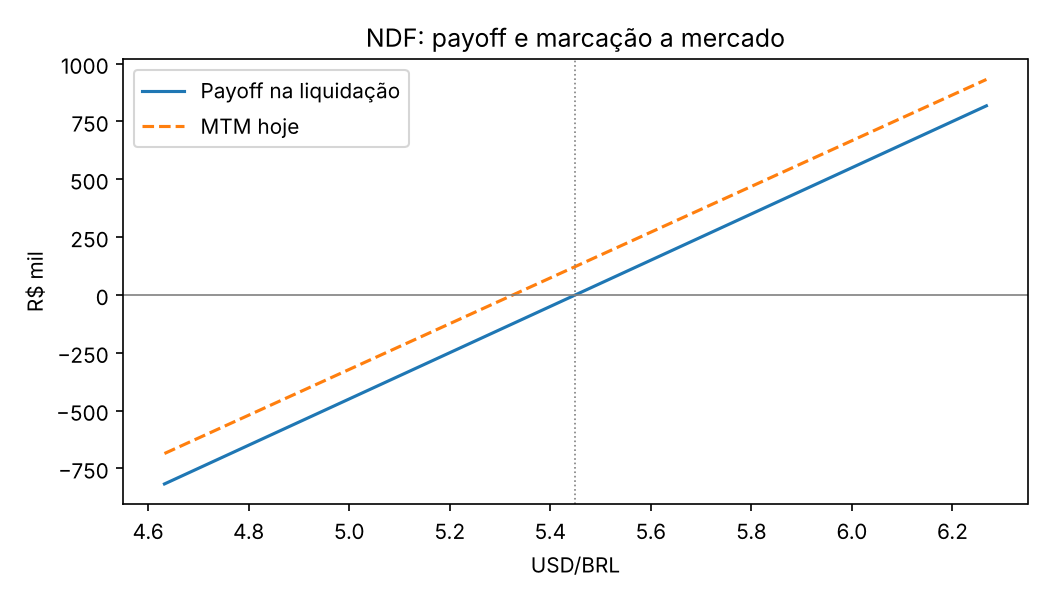 NDF: payoff e marcação a mercado
Payoff na liquidação
MTM hoje
R$ mil
1000
750
500
250
0
−250
−500
−750
4.6 4.8 5.0 5.2 5.4 5.6 5.8 6.0 6.2
USD/BRL